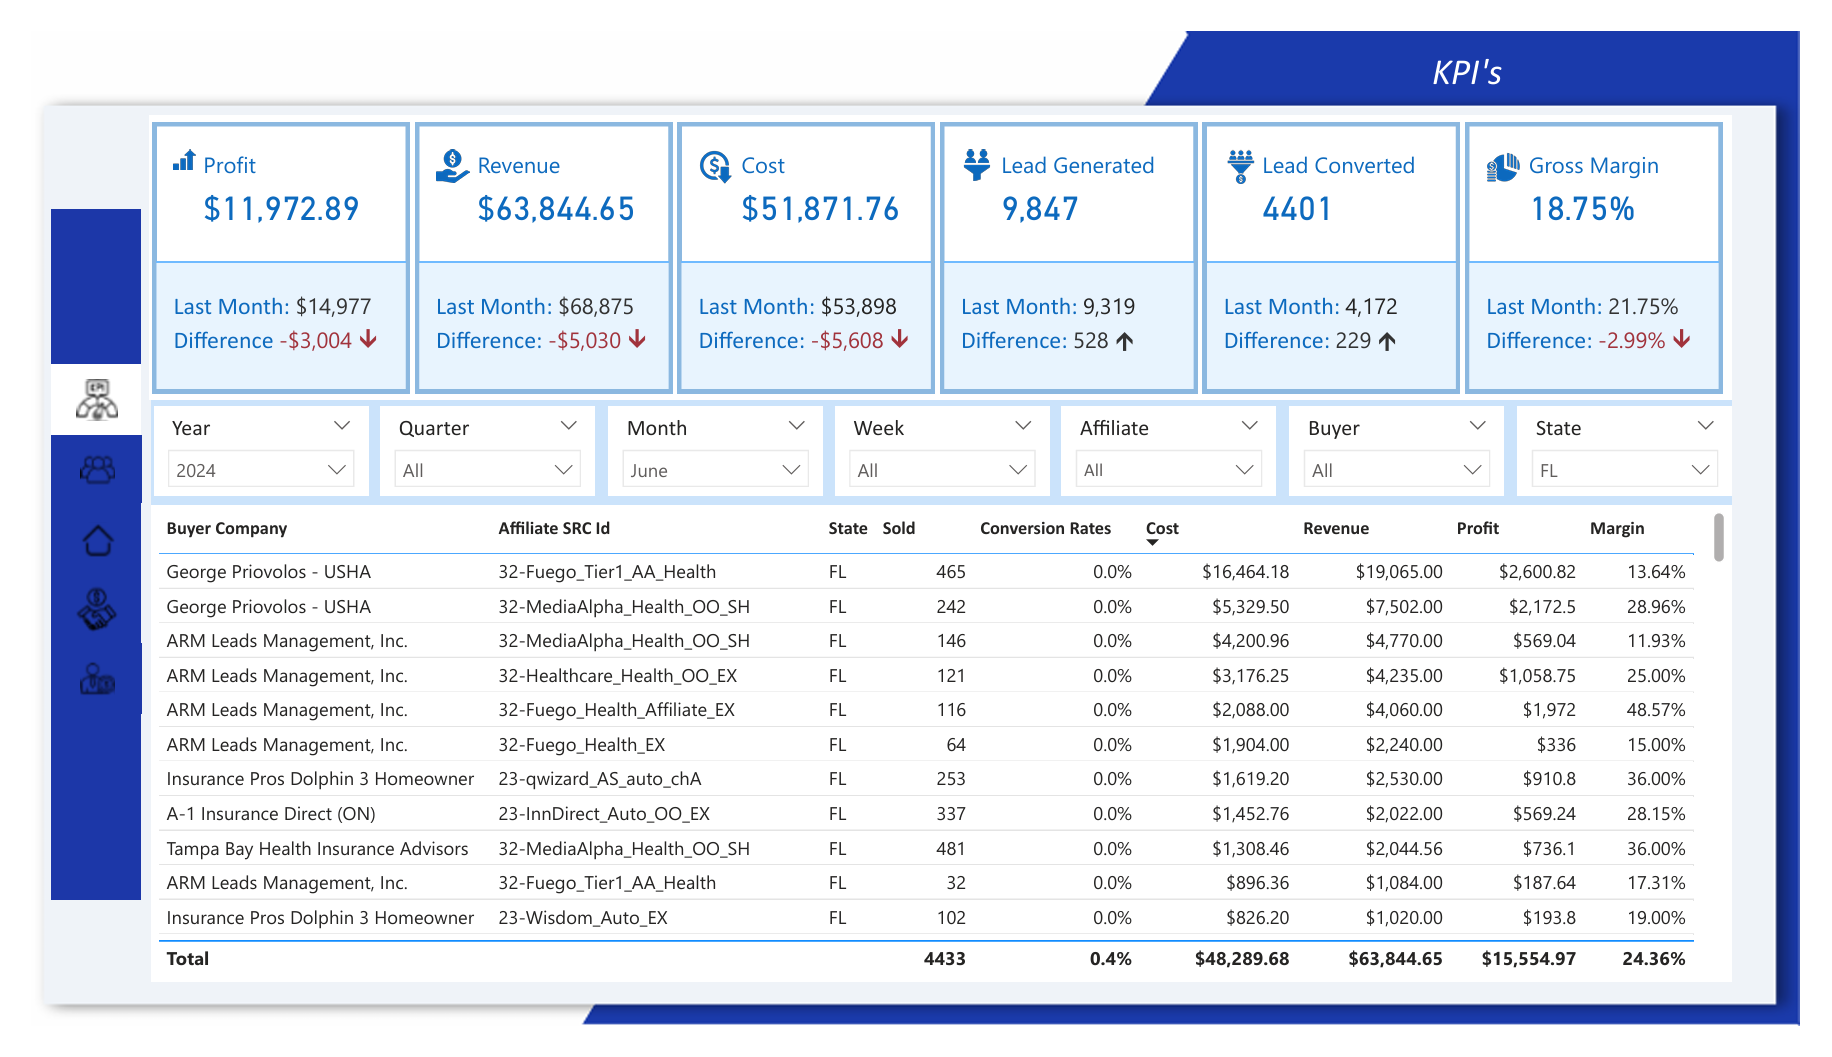 KPI's
Profit
$11,972.89
Last Month: $14,977
Difference -$3,004
Revenue
$63,844.65
Last Month: $68,875
Difference: -$5,030
Cost
$51,871.76
Last Month: $53,898
Difference: -$5,608
Lead Generated
9,847
Last Month: 9,319
Difference: 528
Lead Converted
4401
Last Month: 4,172
Difference: 229
Gross Margin
18.75%
Last Month: 21.75%
Difference: -2.99%
Year Quarter Month Week Affiliate Buyer State
2024 All June All All All FL
Buyer Company Affiliate SRC Id State Sold Conversion Rates Cost Revenue Profit Margin
George Priovolos - USHA 32-Fuego_Tier1_AA_Health FL 465 0.0% $16,464.18 $19,065.00 $2,600.82 13.64%
George Priovolos - USHA 32-MediaAlpha_Health_OO_SH FL 242 0.0% $5,329.50 $7,502.00 $2,172.5 28.96%
ARM Leads Management, Inc. 32-MediaAlpha_Health_OO_SH FL 146 0.0% $4,200.96 $4,770.00 $569.04 11.93%
ARM Leads Management, Inc. 32-Healthcare_Health_OO_EX FL 121 0.0% $3,176.25 $4,235.00 $1,058.75 25.00%
ARM Leads Management, Inc. 32-Fuego_Health_Affiliate_EX FL 116 0.0% $2,088.00 $4,060.00 $1,972 48.57%
ARM Leads Management, Inc. 32-Fuego_Health_EX FL 64 0.0% $1,904.00 $2,240.00 $336 15.00%
Insurance Pros Dolphin 3 Homeowner 23-qwizard_AS_auto_chA FL 253 0.0% $1,619.20 $2,530.00 $910.8 36.00%
A-1 Insurance Direct (ON) 23-InnDirect_Auto_OO_EX FL 337 0.0% $1,452.76 $2,022.00 $569.24 28.15%
Tampa Bay Health Insurance Advisors 32-MediaAlpha_Health_OO_SH FL 481 0.0% $1,308.46 $2,044.56 $736.1 36.00%
ARM Leads Management, Inc. 32-Fuego_Tier1_AA_Health FL 32 0.0% $896.36 $1,084.00 $187.64 17.31%
Insurance Pros Dolphin 3 Homeowner 23-Wisdom_Auto_EX FL 102 0.0% $826.20 $1,020.00 $193.8 19.00%
Total 4433 0.4% $48,289.68 $63,844.65 $15,554.97 24.36%